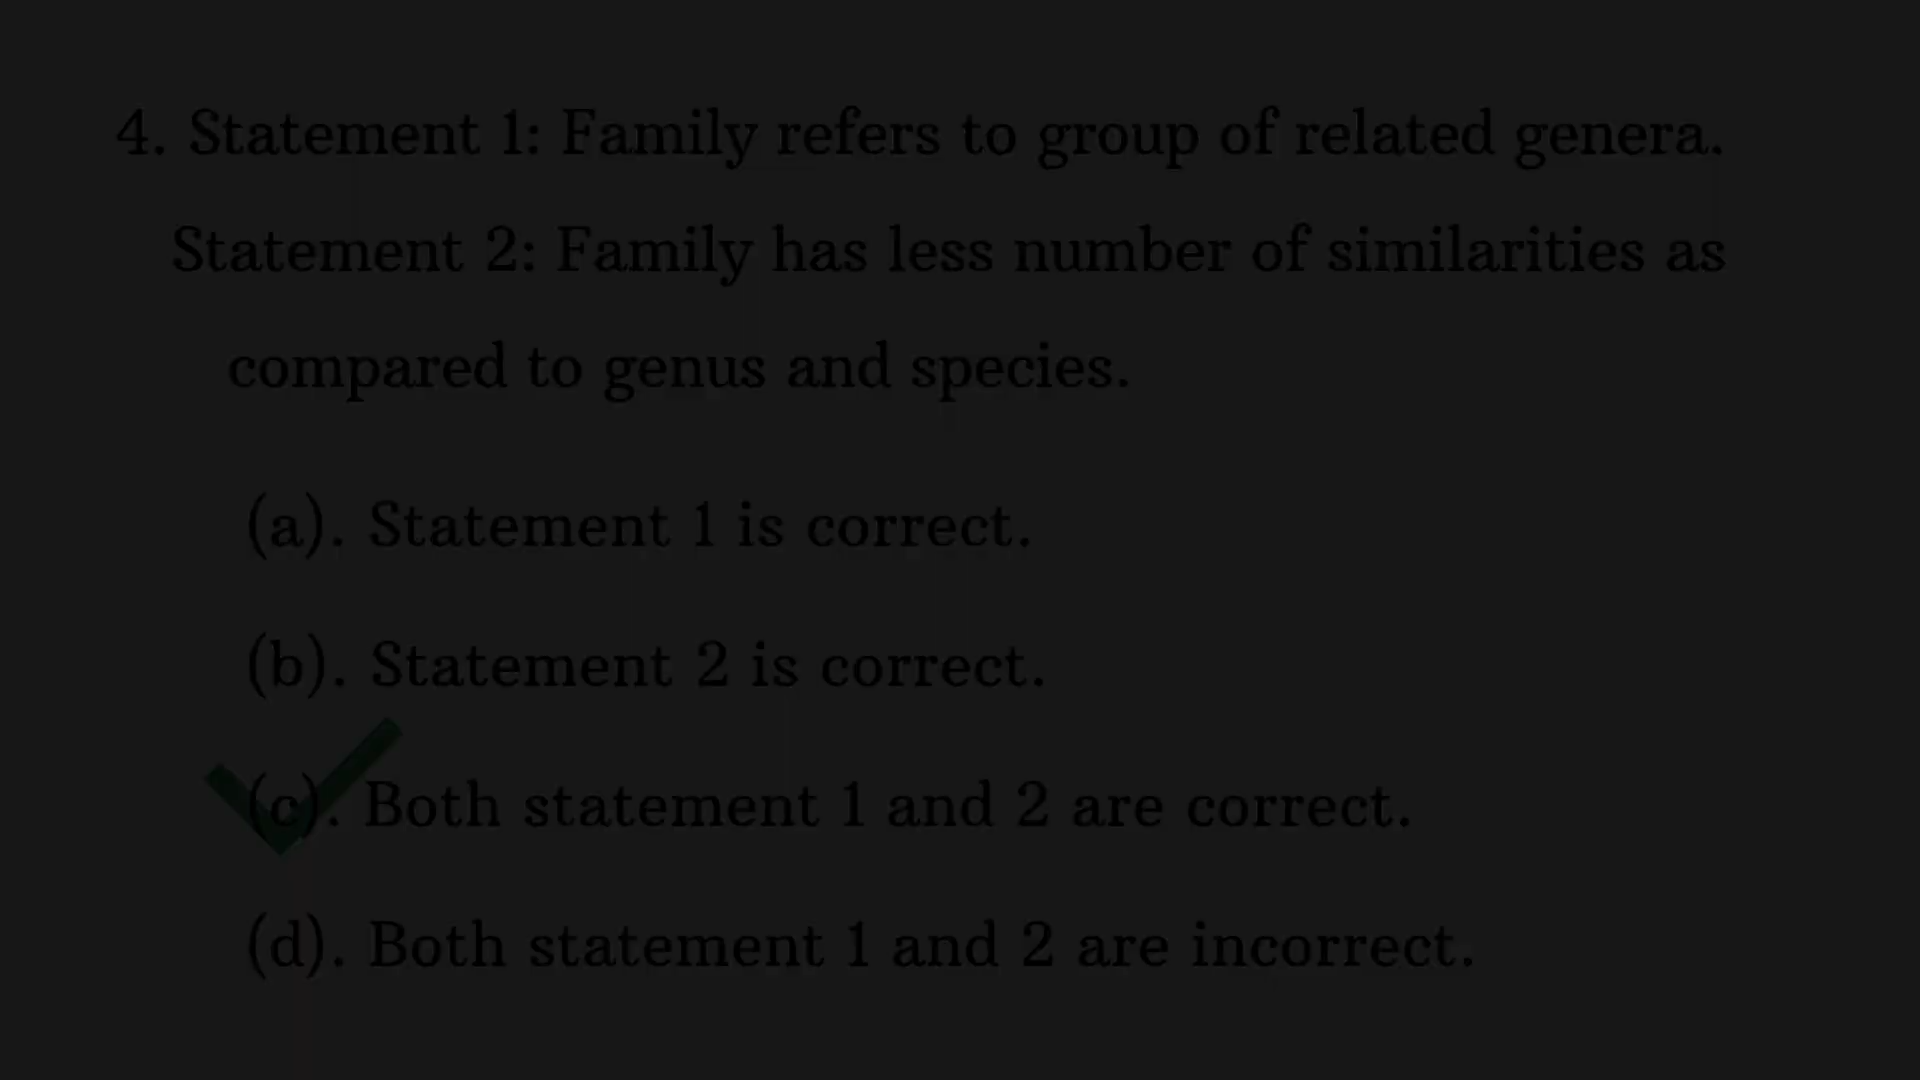 4. Statement 1: Family refers to group of related genera.
Statement 2: Family has less number of similarities as
compared to genus and species.
(a). Statement 1 is correct.
(b). Statement 2 is correct.
(c). Both statement 1 and 2 are correct.
(d). Both statement 1 and 2 are incorrect.